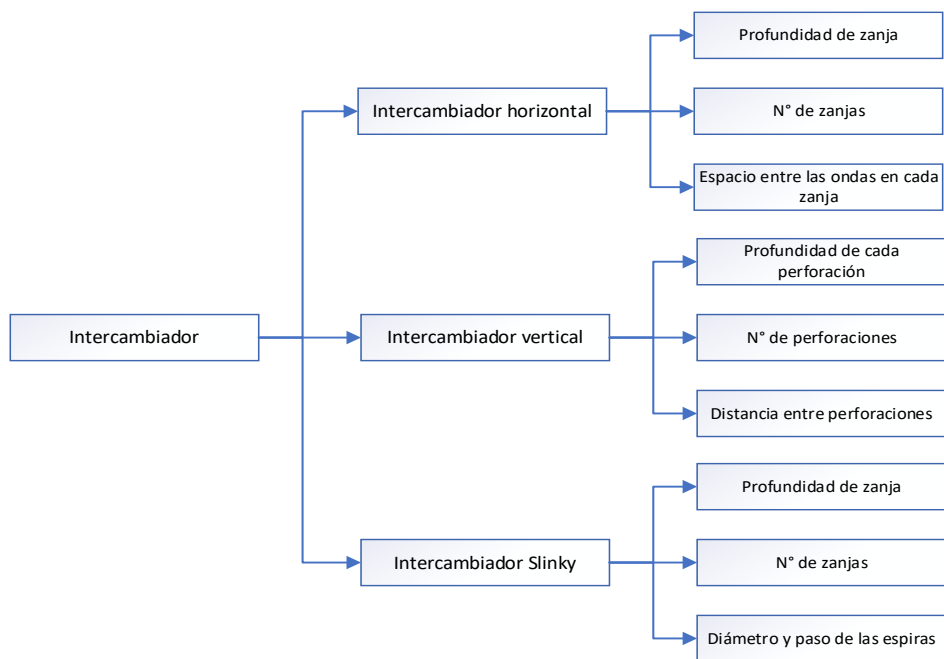 Intercambiador
Intercambiador horizontal
Profundidad de zanja
N° de zanjas
Espacio entre las ondas en cada
zanja
Intercambiador vertical
Profundidad de cada
perforación
N° de perforaciones
Distancia entre perforaciones
Intercambiador Slinky
Profundidad de zanja
N° de zanjas
Diámetro y paso de las espiras